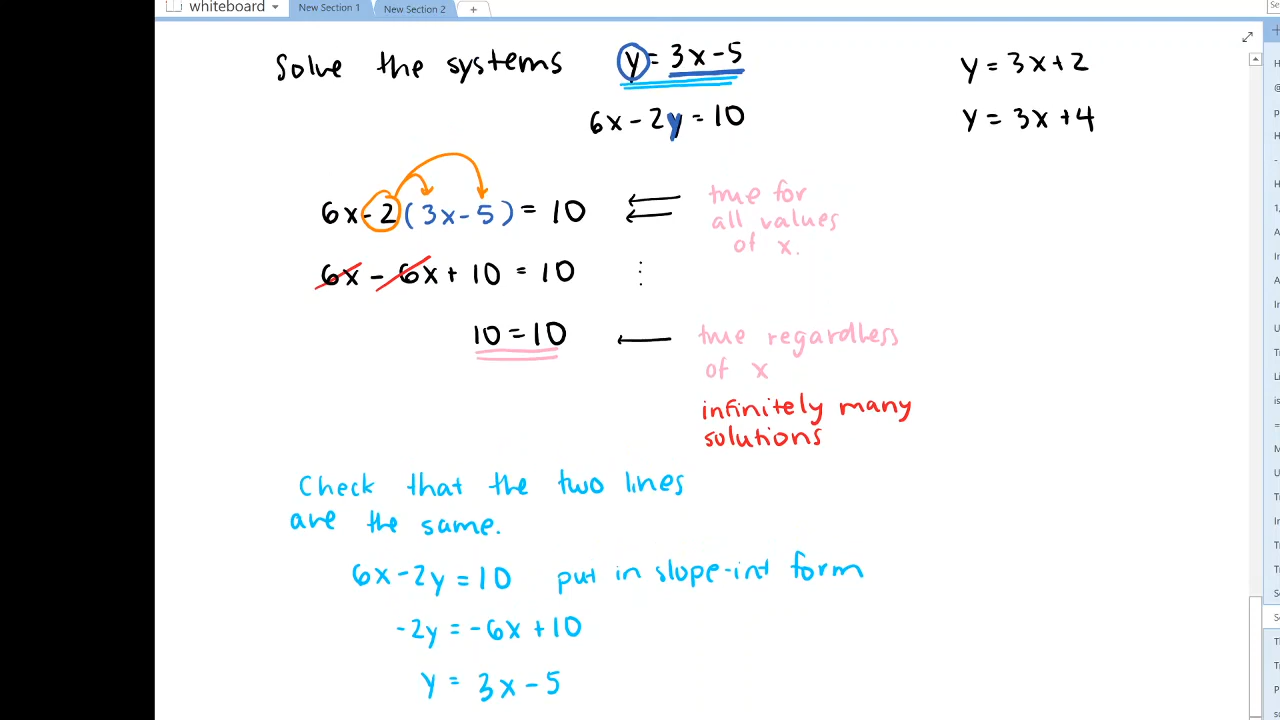 whiteboard New Section 1 New Section 2 +
Solve the systems y = 3x - 5
6x - 2y = 10
y = 3x + 2
y = 3x + 4
6x - 2(3x - 5) = 10
true for
all values
of x.
6x - 6x + 10 = 10
10 = 10
true regardless
of x
infinitely many
solutions
Check that the two lines
are the same.
6x - 2y = 10 put in slope-int form
-2y = -6x + 10
y = 3x - 5